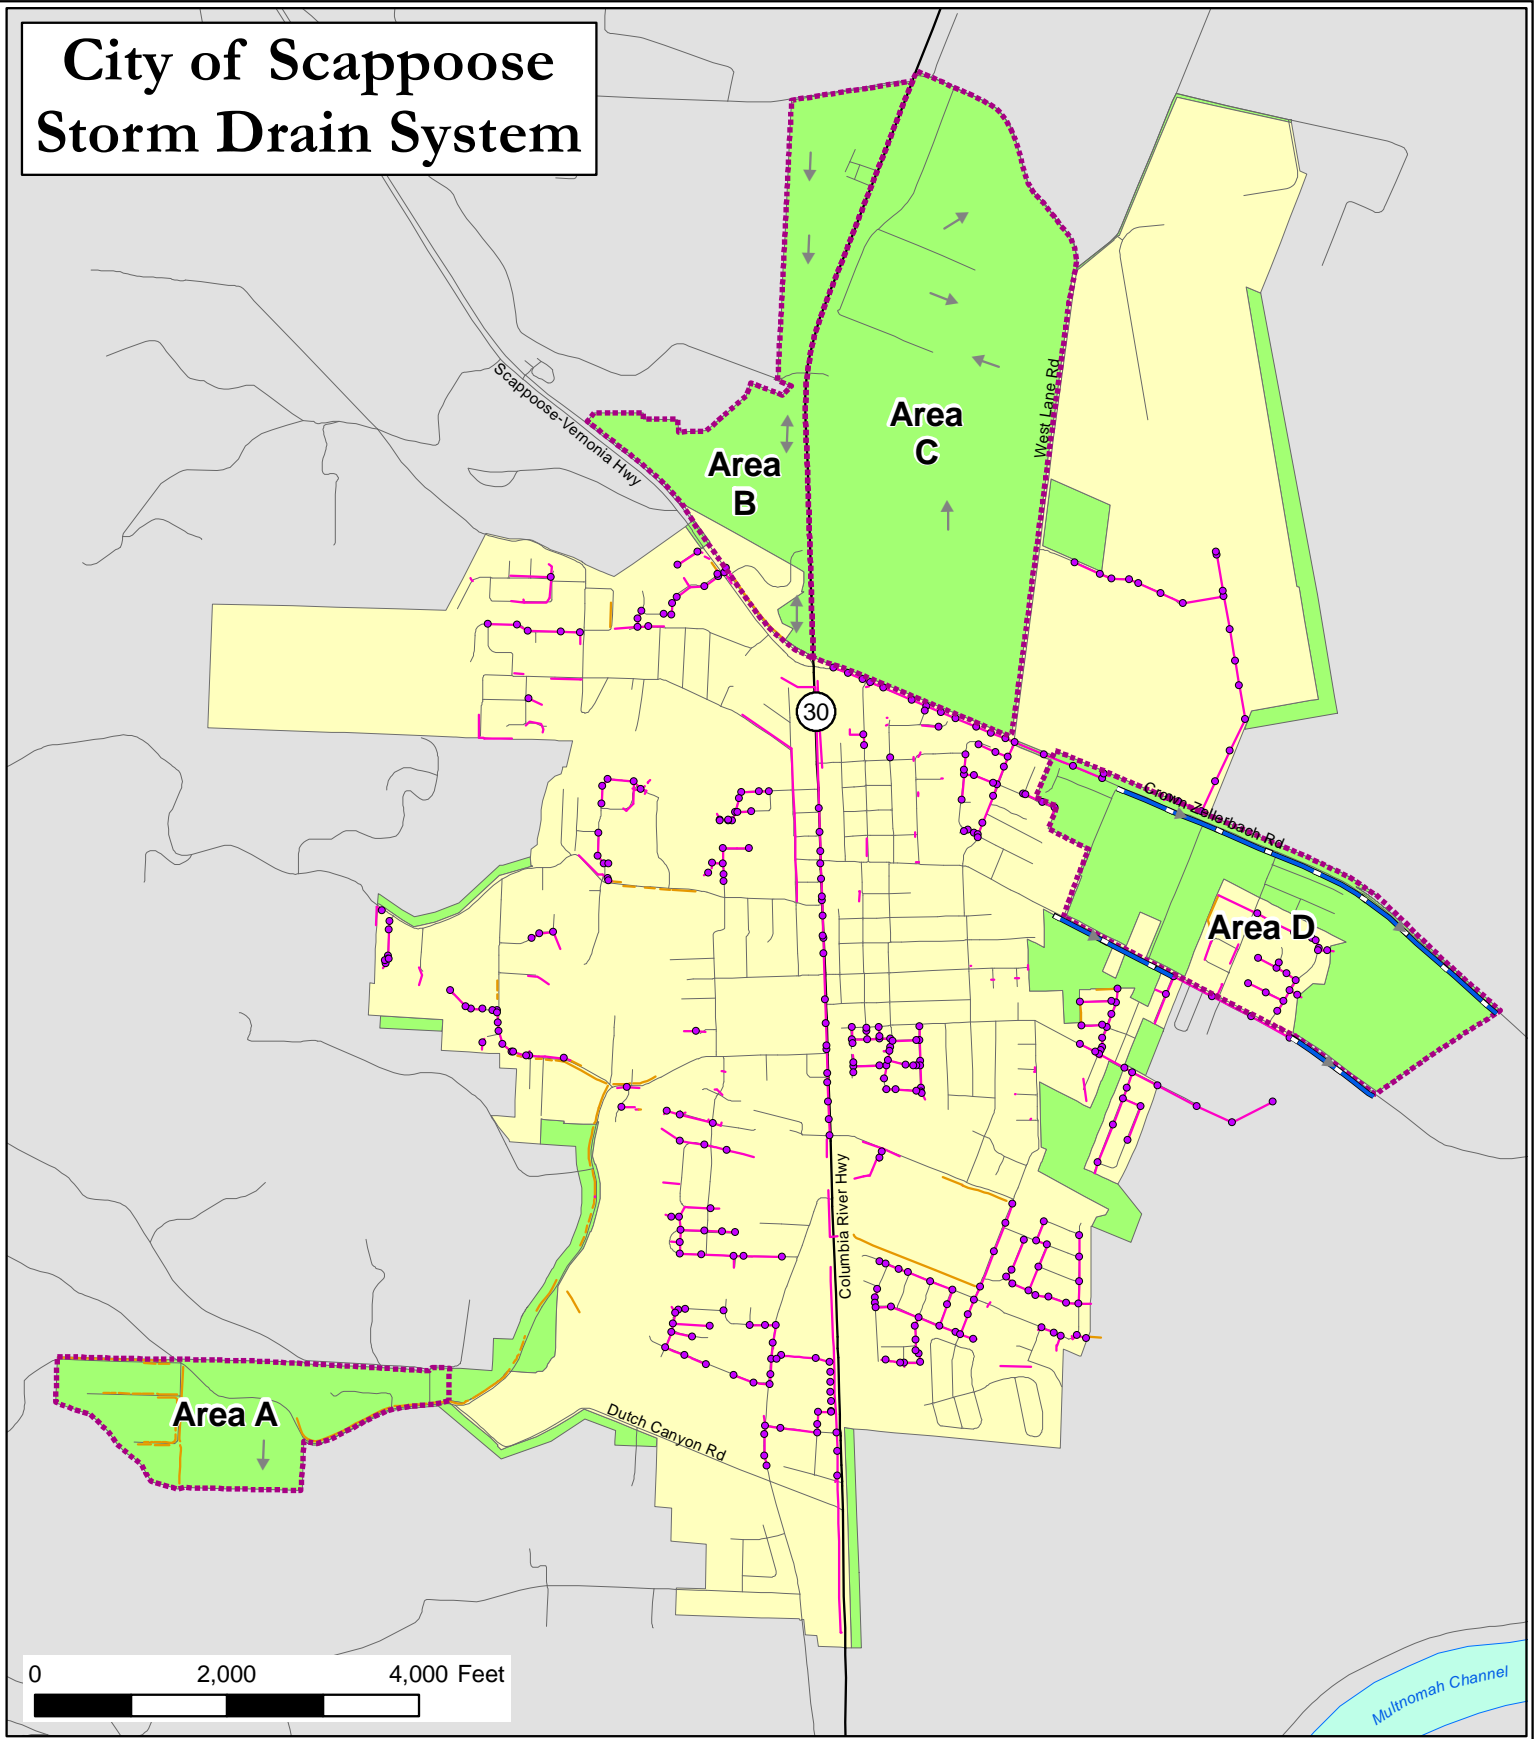 City of Scappoose
Storm Drain System
Scappoose-Vernonia Hwy
Area
B
Area
C
West Lane Rd
30
Crown Zellerbach Rd
Area D
Columbia River Hwy
Area A
Dutch Canyon Rd
0 2,000 4,000 Feet
Multnomah Channel